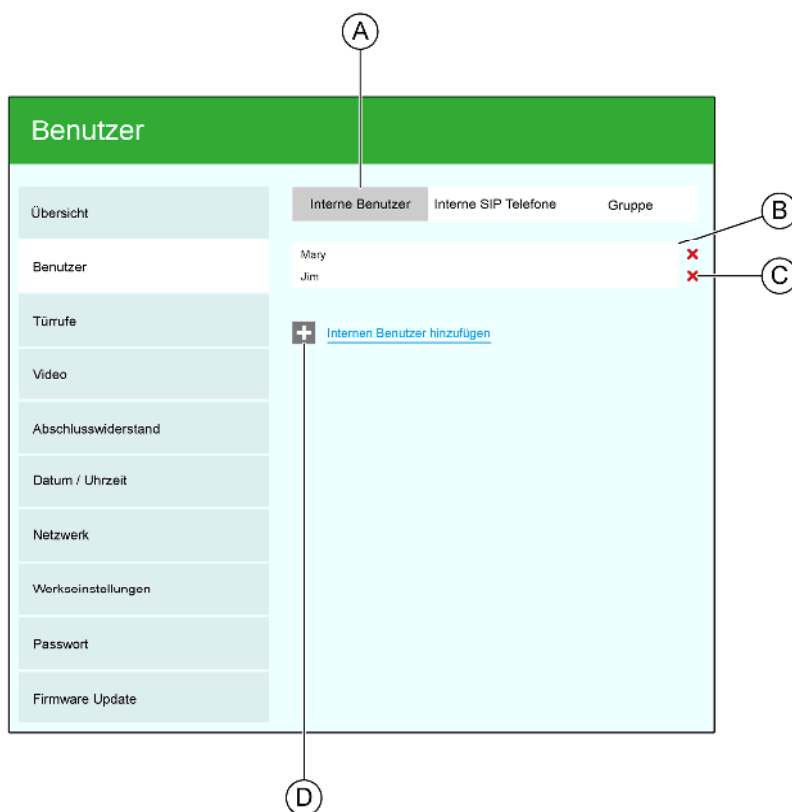 A
Benutzer
Übersicht
Benutzer
Türrufe
Video
Abschlusswiderstand
Datum / Uhrzeit
Netzwerk
Werkseinstellungen
Passwort
Firmware Update
Interne Benutzer Interne SIP Telefone Gruppe
B
Mary
Jim
C
Internen Benutzer hinzufügen
D